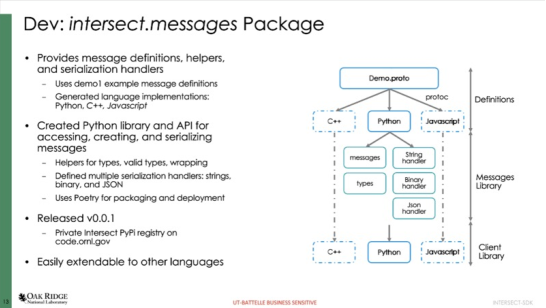 Dev: intersect.messages Package
• Provides message definitions, helpers,
and serialization handlers
– Uses demo1 example message definitions
– Generated language implementations:
Python, C++, Javascript
• Created Python library and API for
accessing, creating, and serializing
messages
– Helpers for types, valid types, wrapping
– Defined multiple serialization handlers: strings,
binary, and JSON
– Uses Poetry for packaging and deployment
• Released v0.0.1
– Private Intersect PyPi registry on
code.ornl.gov
• Easily extendable to other languages
Demo.proto
protoc
Definitions
C++
Python
Javascript
messages
String
handler
types
Binary
handler
Json
handler
Messages
Library
C++
Python
Javascript
Client
Library
13
OAK RIDGE
National Laboratory
UT-BATTELLE BUSINESS SENSITIVE
INTERSECT-SDK